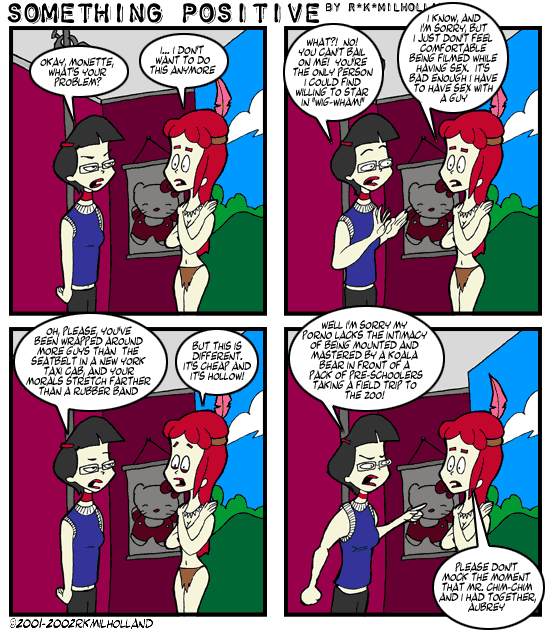 SOMETHING POSITIVE BY R*K*MILHOLL
OKAY, MONETTE,
WHAT'S YOUR
PROBLEM?
I... I DON'T
WANT TO DO
THIS ANYMORE
WHAT?! NO!
YOU CAN'T BAIL
ON ME! YOU'RE
THE ONLY PERSON
I COULD FIND
WILLING TO STAR
IN "WIG-WHAM!"
I KNOW, AND
I'M SORRY, BUT
I JUST DON'T FEEL
COMFORTABLE
BEING FILMED WHILE
HAVING SEX. IT'S
BAD ENOUGH I HAVE
TO HAVE SEX WITH
A GUY
OH, PLEASE, YOU'VE
BEEN WRAPPED AROUND
MORE GUYS THAN THE
SEATBELT IN A NEW YORK
TAXI CAB, AND YOUR
MORALS STRETCH FARTHER
THAN A RUBBER BAND
BUT THIS IS
DIFFERENT.
IT'S CHEAP AND
IT'S HOLLOW!
WELL I'M SORRY MY
PORNO LACKS THE INTIMACY
OF BEING MOUNTED AND
MASTERED BY A KOALA
BEAR IN FRONT OF A
PACK OF PRE-SCHOOLERS
TAKING A FIELD TRIP TO
THE ZOO!
PLEASE DON'T
MOCK THE MOMENT
THAT MR. CHIM-CHIM
AND I HAD TOGETHER,
AUBREY
©2001-2002RKMILHOLLAND